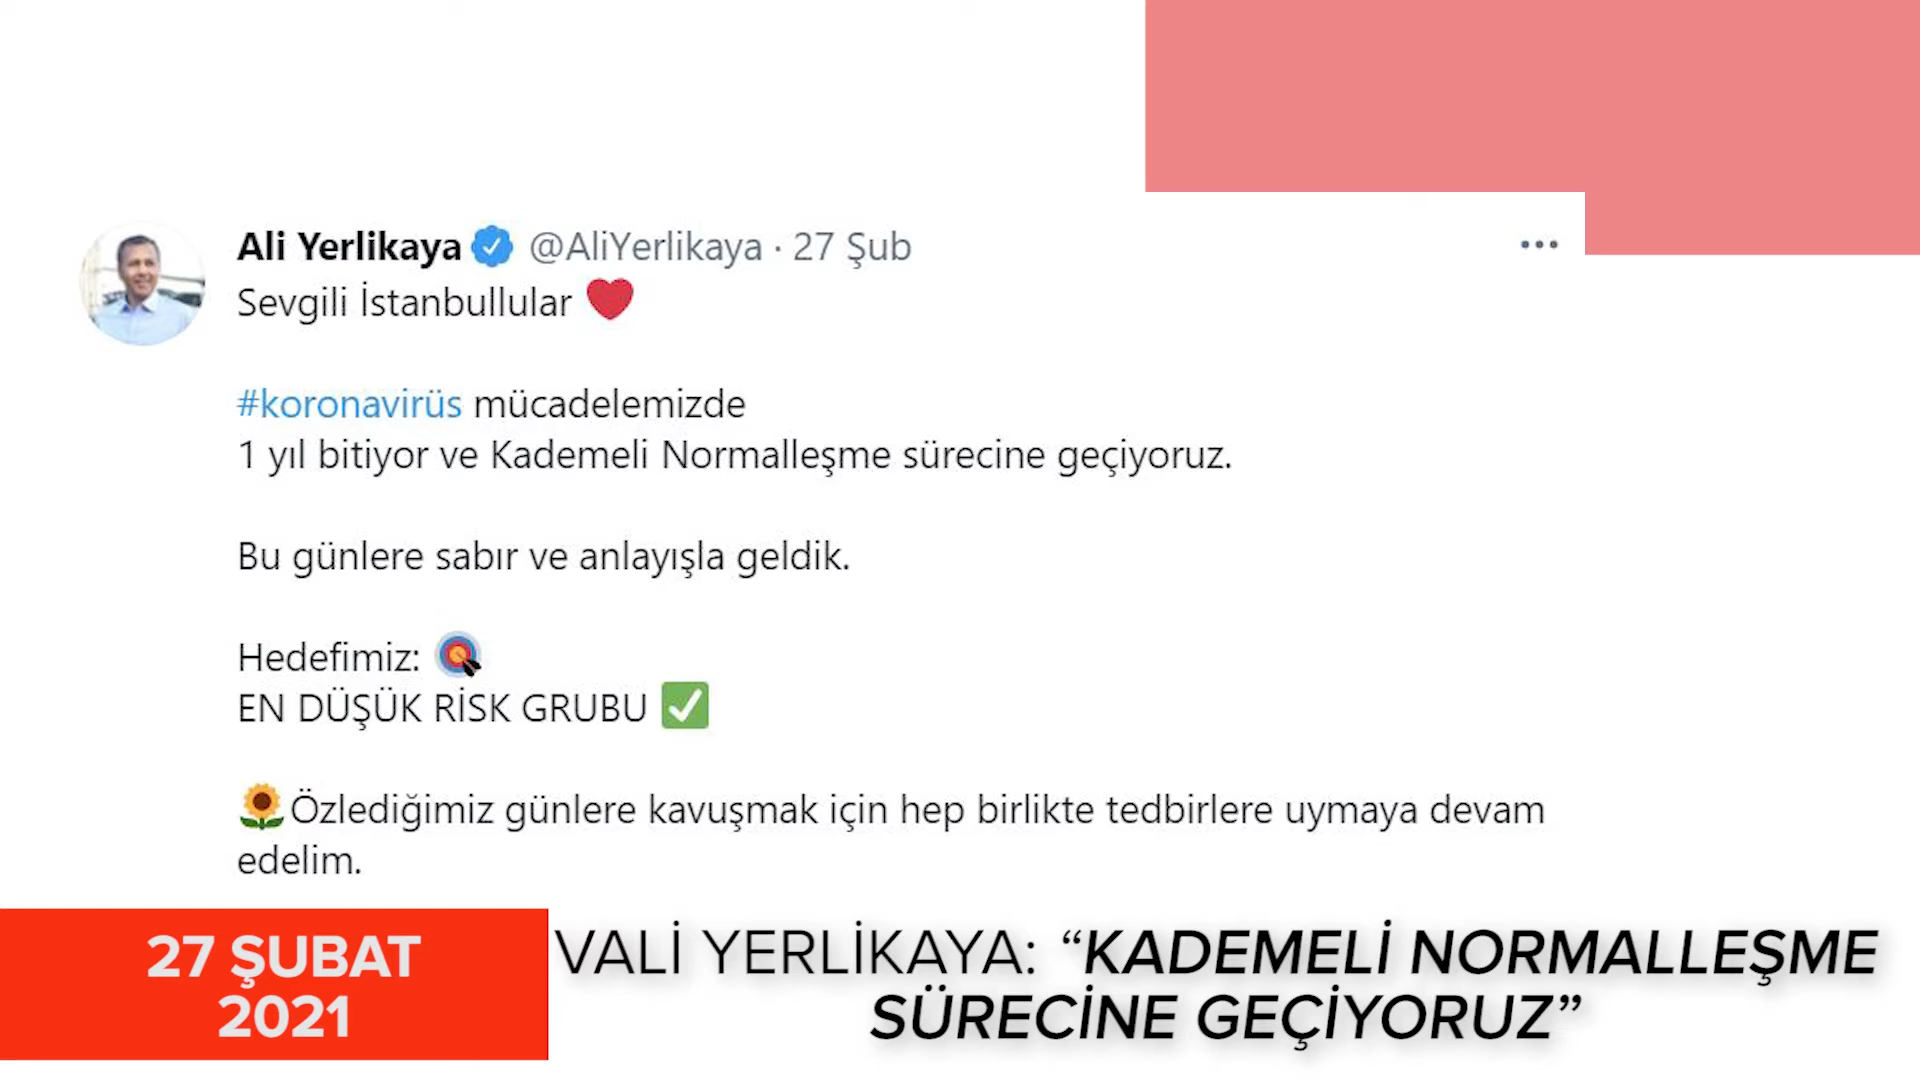 Ali Yerlikaya @AliYerlikaya · 27 Şub
Sevgili İstanbullular ❤
#koronavirüs mücadelemizde
1 yıl bitiyor ve Kademeli Normalleşme sürecine geçiyoruz.
Bu günlere sabır ve anlayışla geldik.
Hedefimiz: 🎯
EN DÜŞÜK RİSK GRUBU ✅
🌻Özlediğimiz günlere kavuşmak için hep birlikte tedbirlere uymaya devam
edelim.
27 ŞUBAT
2021
VALİ YERLİKAYA: “KADEMELİ NORMALLEŞME
SÜRECİNE GEÇİYORUZ”